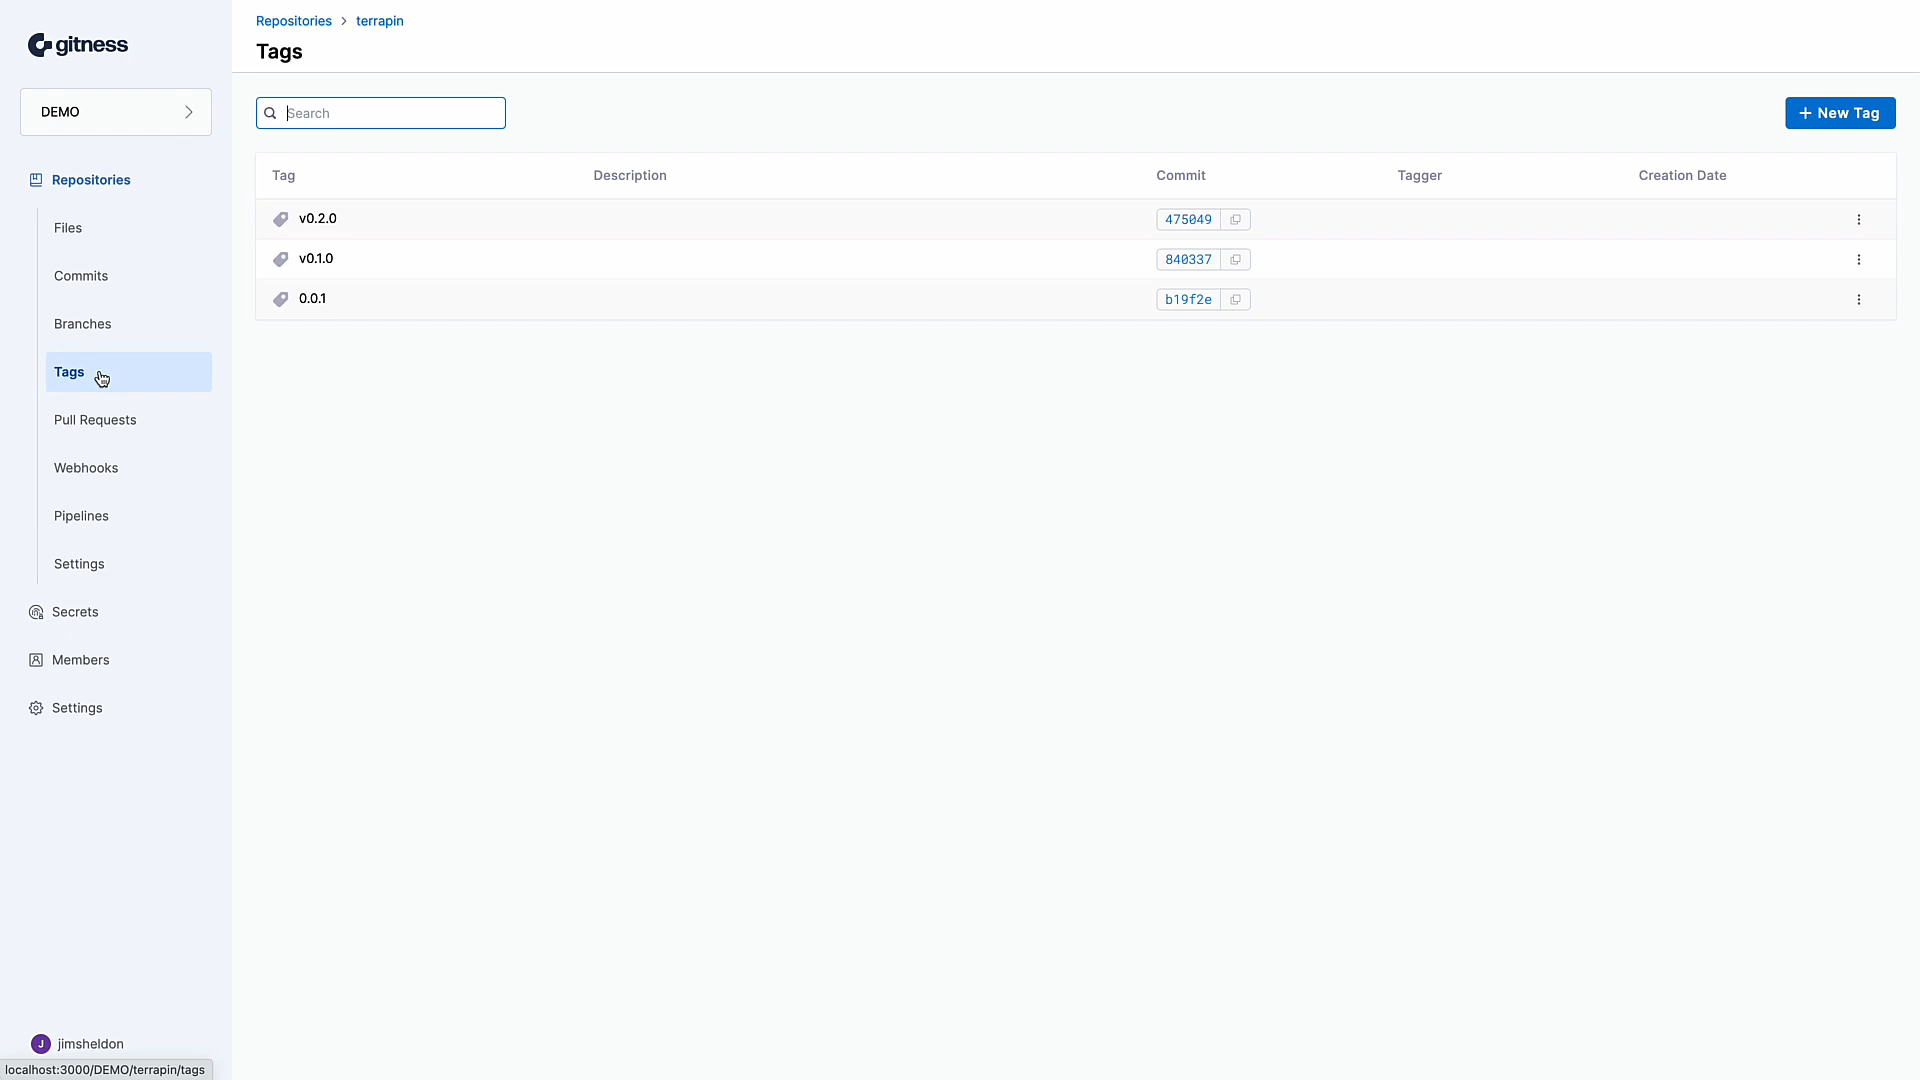 gitness
DEMO
Repositories
Files
Commits
Branches
Tags
Pull Requests
Webhooks
Pipelines
Settings
Secrets
Members
Settings
J jimsheldon
localhost:3000/DEMO/terrapin/tags
Repositories > terrapin
Tags
Search
+ New Tag
Tag Description Commit Tagger Creation Date
v0.2.0 475049
v0.1.0 840337
0.0.1 b19f2e